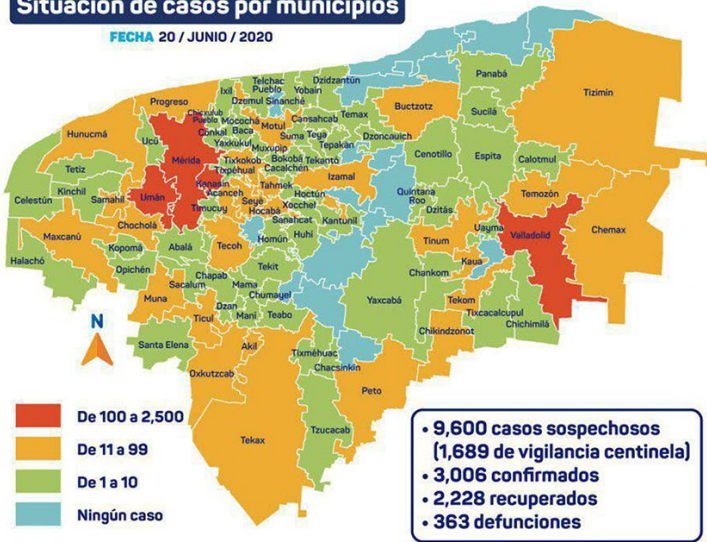 Situación de casos por municipios
FECHA 20 / JUNIO / 2020
Telchac
Pueblo
Dzidzantún
Ixil
Yobaín
Dzemul
Sinanché
Panabá
Tizimín
Progreso
Chicxulub
Pueblo
Mocochá
Motul
Cansahcab
Temax
Buctzotz
Sucilá
Hunucmá
Ucú
Conkal
Baca
Suma
Teya
Dzoncauich
Yaxkukul
Muxupip
Tepakán
Mérida
Tixkokob
Bokobá
Tekantó
Cenotillo
Espita
Calotmul
Tetiz
Tixpéhual
Cacalchén
Izamal
Kinchil
Kanasín
Acanceh
Tahmek
Hoctún
Quintana
Roo
Temozón
Celestún
Samahil
Umán
Timucuy
Seyé
Hocabá
Xocchel
Dzitás
Chocholá
Sanahcat
Kantunil
Uayma
Valladolid
Chemax
Maxcanú
Kopomá
Abalá
Tecoh
Homún
Huhí
Tinum
Halachó
Opichén
Tekit
Kaua
Chapab
Chankom
Sacalum
Mama
Muna
Chumayel
Yaxcabá
Tekom
Dzan
Tixcacalcupul
Ticul
Mani
Teabo
Chichimilá
N
Chikindzonot
Santa Elena
Akil
Tixméhuac
Oxkutzcab
Chacsinkín
Peto
Tekax
Tzucacab
De 100 a 2,500
De 11 a 99
De 1 a 10
Ningún caso
• 9,600 casos sospechosos
(1,689 de vigilancia centinela)
• 3,006 confirmados
• 2,228 recuperados
• 363 defunciones